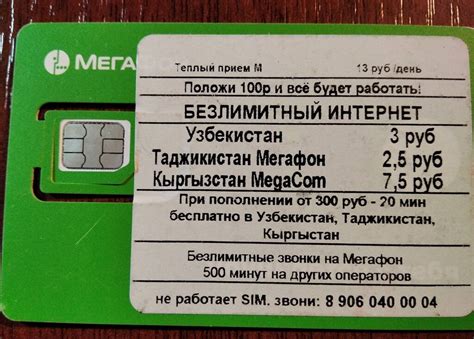 МЕГАФ
Теплый прием М 13 руб /день
Положи 100р и всё будет работать!
БЕЗЛИМИТНЫЙ ИНТЕРНЕТ
Узбекистан 3 руб
Таджикистан Мегафон 2,5 руб
Кыргызстан MegaCom 7,5 руб
При пополнении от 300 руб - 20 мин
бесплатно в Узбекистан, Таджикистан,
Кыргыстан
Безлимитные звонки на Мегафон
500 минут на других операторов
не работает SIM. звони: 8 906 040 00 04